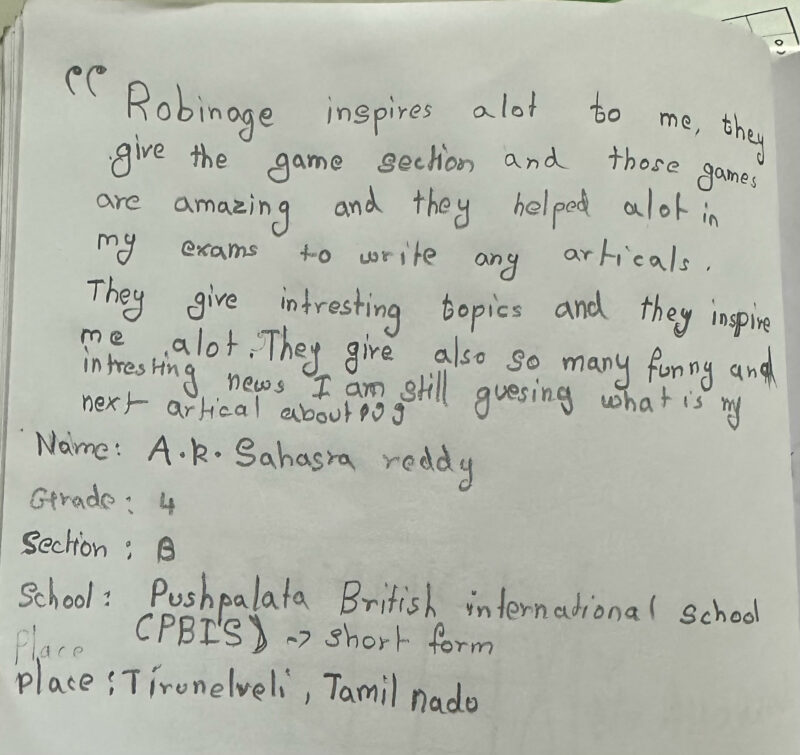 “ Robinage inspires alot to me, they
give the game section and those games
are amazing and they helped alot in
my exams to write any articals.
They give intresting topics and they inspire
me alot. They give also so many funny and
intresting news I am still guesing what is my
next artical about
Name: A.k. Sahasra reddy
Grade: 4
Section: B
School: Pushpalata British international school
(PBIS) -> short form
Place
place: Tirunelveli, Tamil nadu